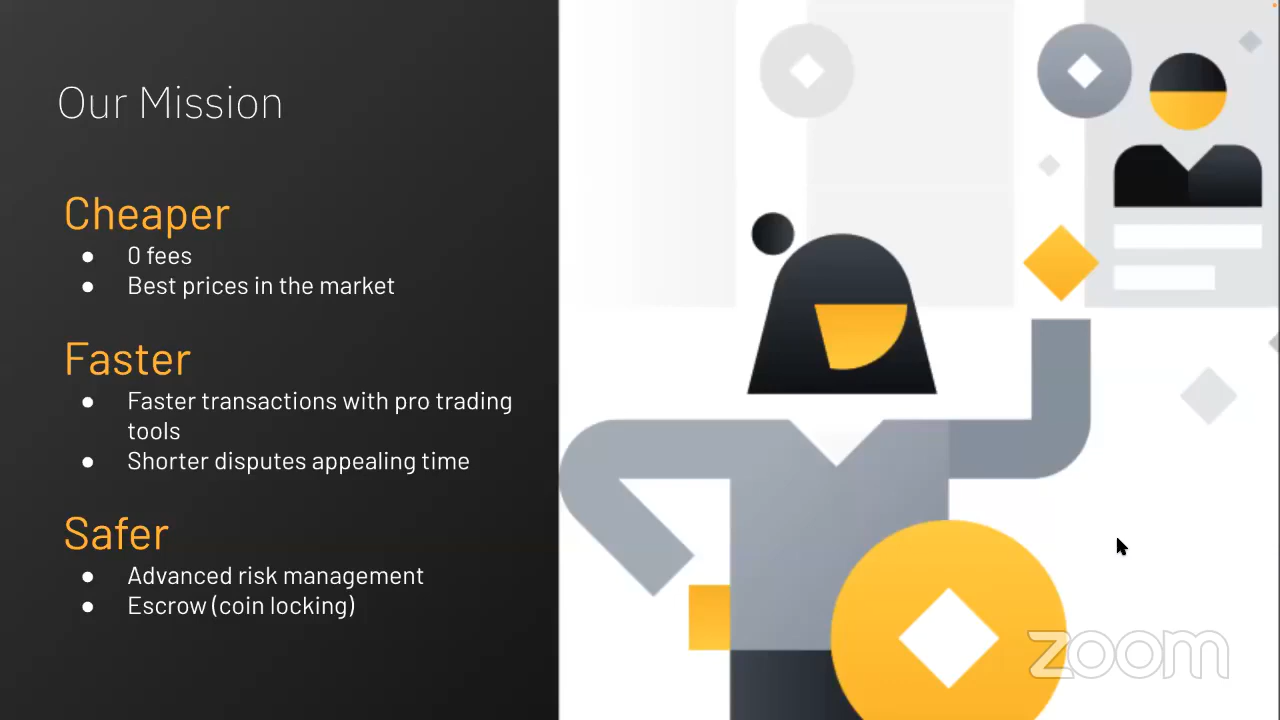 Our Mission
Cheaper
● 0 fees
● Best prices in the market
Faster
● Faster transactions with pro trading
tools
● Shorter disputes appealing time
Safer
● Advanced risk management
● Escrow (coin locking)
zoom